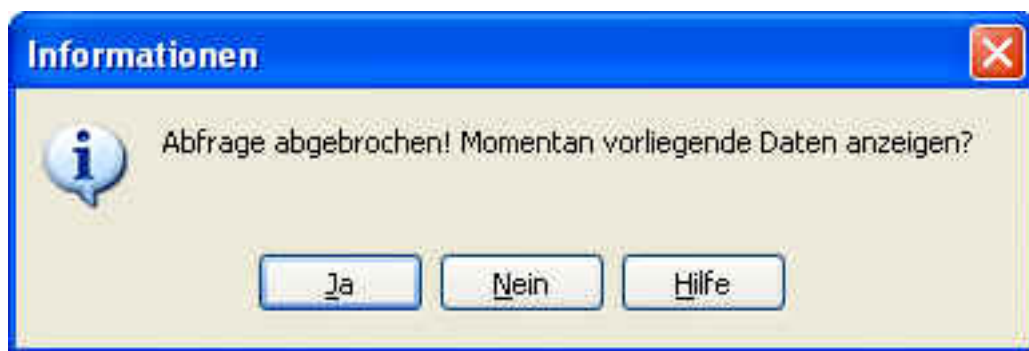 Informationen
Abfrage abgebrochen! Momentan vorliegende Daten anzeigen?
Ja
Nein
Hilfe